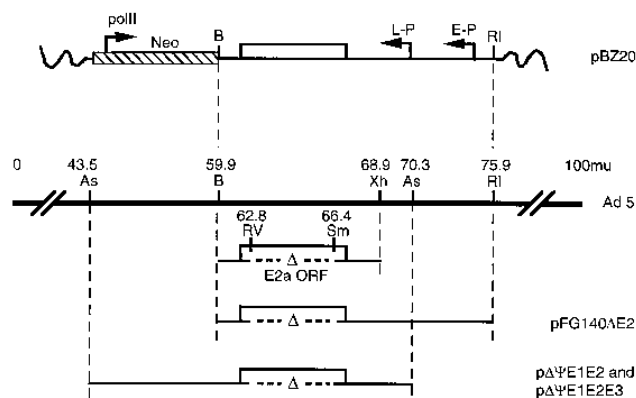 polII
Neo B L-P E-P RI pBZ20
0 43.5 59.9 68.9 70.3 75.9 100mu
As B Xh As RI Ad 5
62.8 66.4
RV Sm
Δ
E2a ORF
Δ pFG140ΔE2
Δ pΔΨE1E2 and
pΔΨE1E2E3